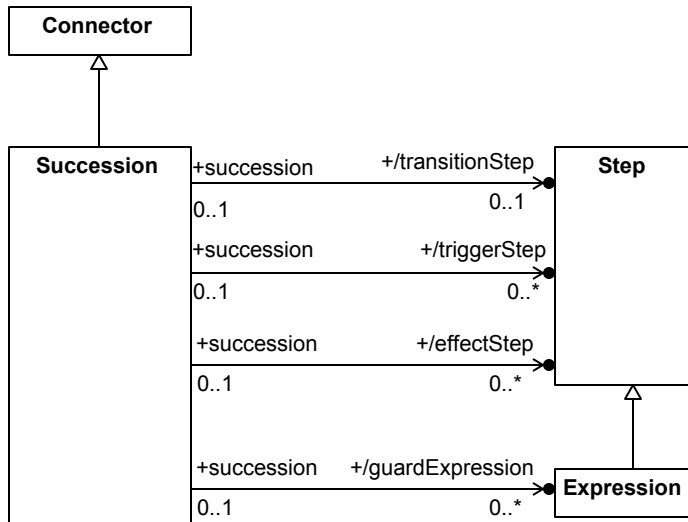 Connector
Succession
Step
+succession
+/transitionStep
0..1
0..1
+succession
+/triggerStep
0..1
0..*
+succession
+/effectStep
0..1
0..*
+succession
+/guardExpression
0..1
0..*
Expression